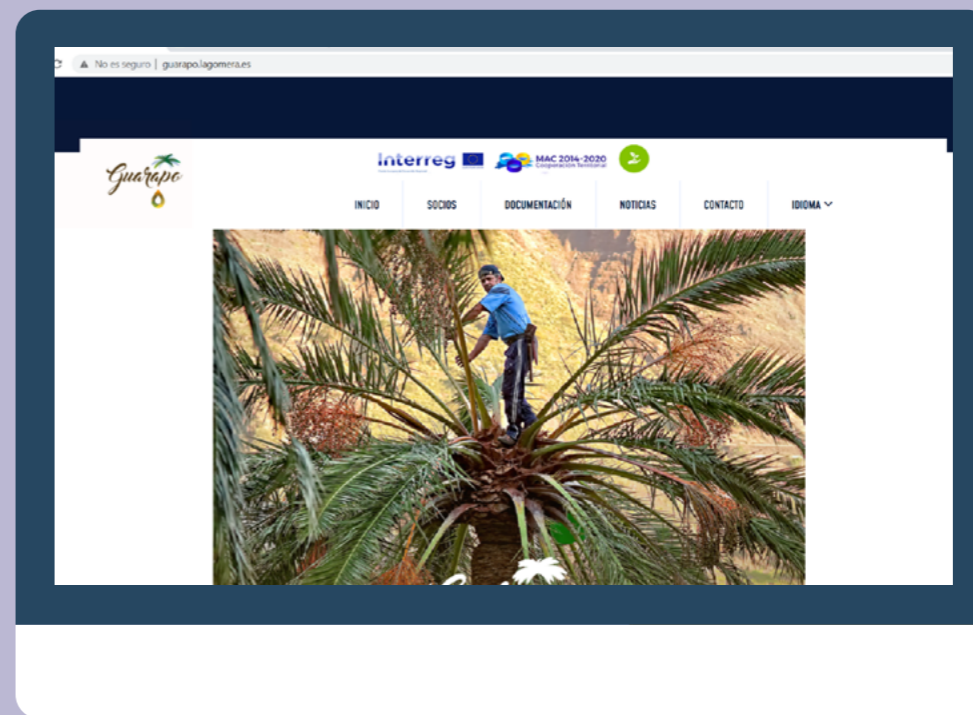 No es seguro | guarapo.lagomera.es
Guarapo
Interreg
MAC 2014-2020
Cooperación Territorial
INICIO SOCIOS DOCUMENTACIÓN NOTICIAS CONTACTO IDIOMA